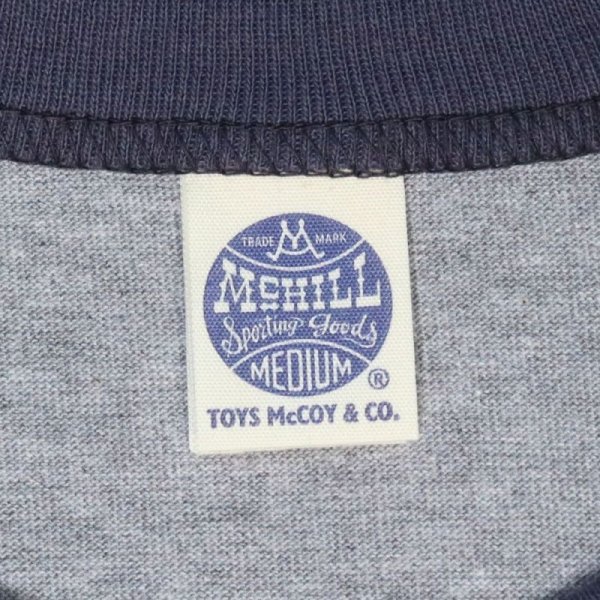 TRADE MARK
McHILL
Sporting Goods
MEDIUM ®
TOYS McCOY & CO.